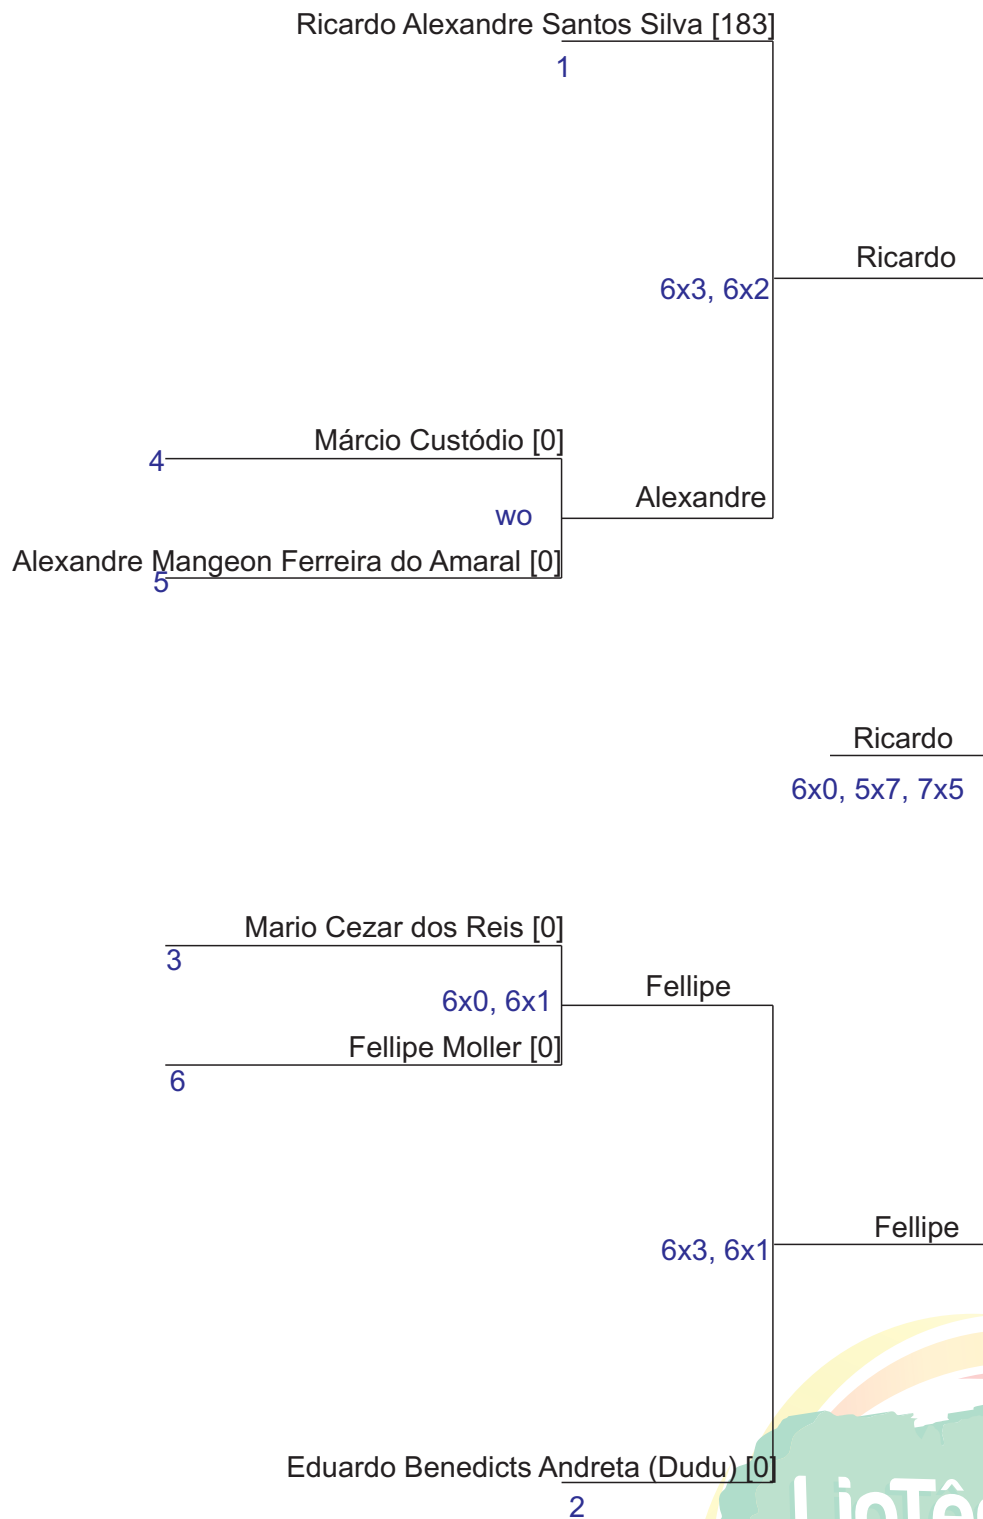 Ricardo Alexandre Santos Silva [183]
1
Ricardo
6x3, 6x2
Márcio Custódio [0]
4
Alexandre
wo
Alexandre Mangeon Ferreira do Amaral [0]
5
Ricardo
6x0, 5x7, 7x5
Mario Cezar dos Reis [0]
3
Fellipe
6x0, 6x1
Fellipe Moller [0]
6
Fellipe
6x3, 6x1
Eduardo Benedicts Andreta (Dudu) [0]
2